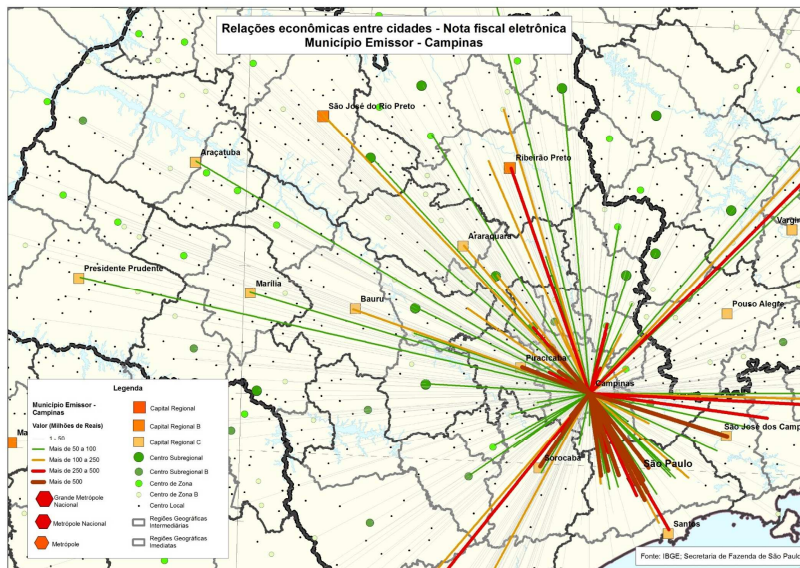 Relações econômicas entre cidades - Nota fiscal eletrônica
Município Emissor - Campinas
São José do Rio Preto
Araçatuba
Ribeirão Preto
Vargi
Araraquara
Presidente Prudente
Marília
Bauru
Pouso Alegre
Piracicaba
Campinas
São José dos Camp
Sorocaba
São Paulo
Santos
Ma
Legenda
Município Emissor -
Campinas
Valor (Milhões de Reais)
1 - 50
Mais de 50 a 100
Mais de 100 a 250
Mais de 250 a 500
Mais de 500
Grande Metrópole
Nacional
Metrópole Nacional
Metrópole
Capital Regional
Capital Regional B
Capital Regional C
Centro Subregional
Centro Subregional B
Centro de Zona
Centro de Zona B
Centro Local
Regiões Geográficas
Intermediárias
Regiões Geográficas
Imediatas
Fonte: IBGE; Secretaria de Fazenda de São Paulo